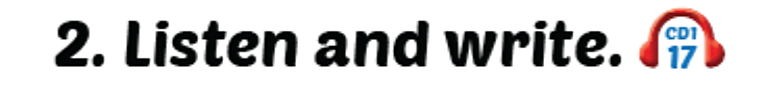 2. Listen and write. CD1
17